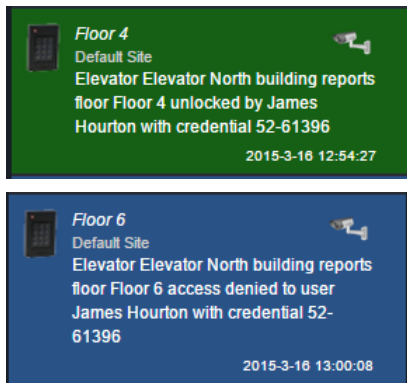 Floor 4
Default Site
Elevator Elevator North building reports
floor Floor 4 unlocked by James
Hourton with credential 52-61396
2015-3-16 12:54:27
Floor 6
Default Site
Elevator Elevator North building reports
floor Floor 6 access denied to user
James Hourton with credential 52-
61396
2015-3-16 13:00:08